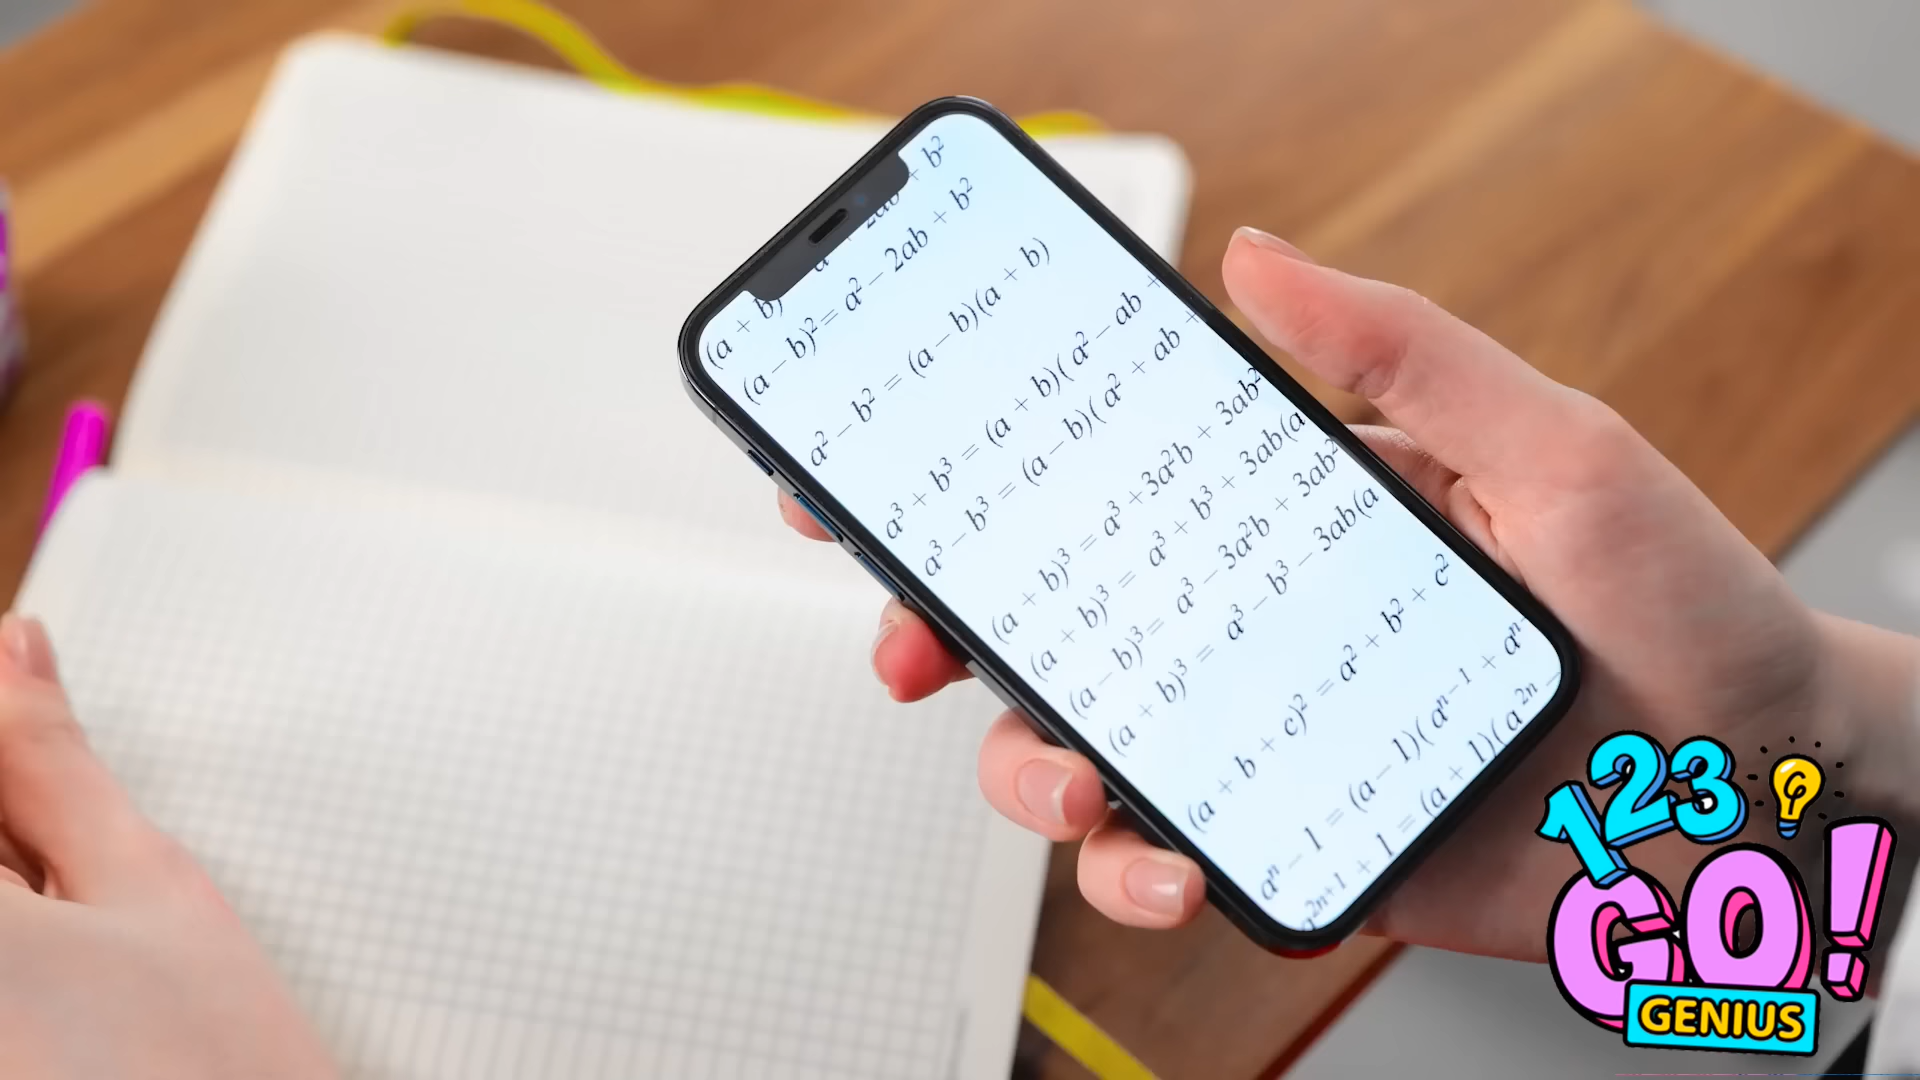 (a + b) a + 2ab + b²
(a − b)² = a² − 2ab + b²
a² − b² = (a − b)(a + b)
a³ + b³ = (a + b)( a² − ab +
a³ − b³ = (a − b)( a² + ab +
(a + b)³ = a³ + 3a²b + 3ab²
(a + b)³ = a³ + b³ + 3ab(a
(a − b)³ = a³ − 3a²b + 3ab²
(a + b)³ = a³ − b³ − 3ab(a
(a + b + c)² = a² + b² + c²
aⁿ − 1 = (a − 1)( aⁿ⁻¹ + aⁿ⁻
a²ⁿ⁺¹ + 1 = (a + 1)( a²ⁿ −
123
GO!
GENIUS